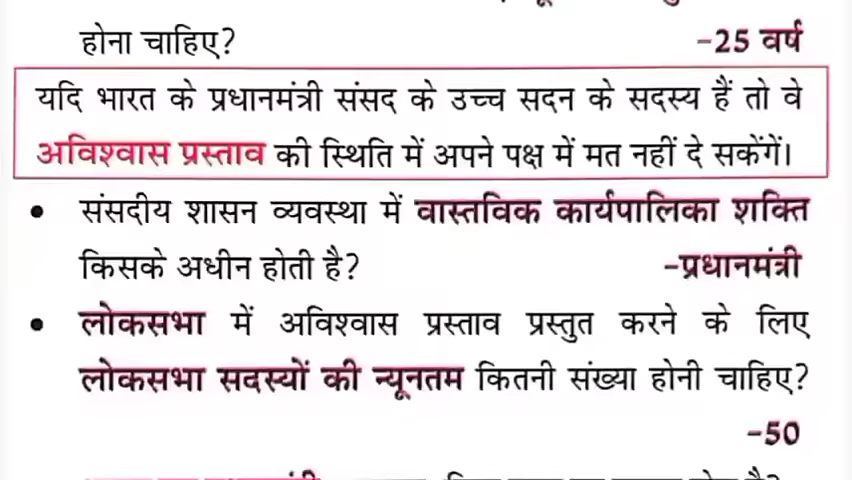 होना चाहिए? -25 वर्ष
यदि भारत के प्रधानमंत्री संसद के उच्च सदन के सदस्य हैं तो वे
अविश्वास प्रस्ताव की स्थिति में अपने पक्ष में मत नहीं दे सकेंगें।
• संसदीय शासन व्यवस्था में वास्तविक कार्यपालिका शक्ति
किसके अधीन होती है? -प्रधानमंत्री
• लोकसभा में अविश्वास प्रस्ताव प्रस्तुत करने के लिए
लोकसभा सदस्यों की न्यूनतम कितनी संख्या होनी चाहिए?
-50